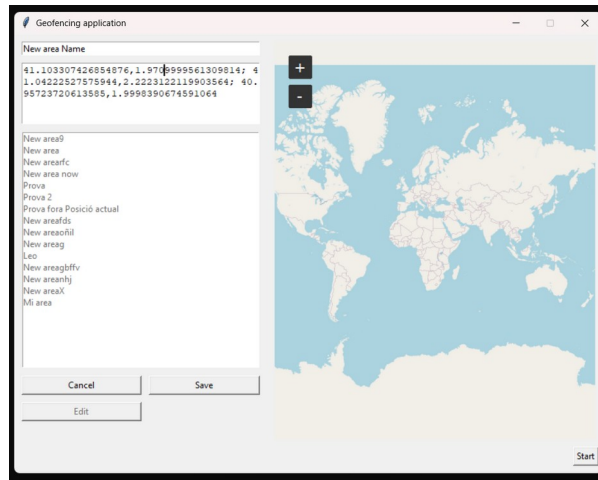 Geofencing application
New area Name
41.103307426854876,1.9709999561309814; 4
1.04222527575944,2.2223122119903564; 40.
95723720613585,1.9998390674591064
+
-
New area9
New area
New arearfc
New area now
Prova
Prova 2
Prova fora Posició actual
New areafds
New areaoñil
New areag
Leo
New areagbffv
New areanhj
New areaX
Mi area
Cancel
Save
Edit
Start